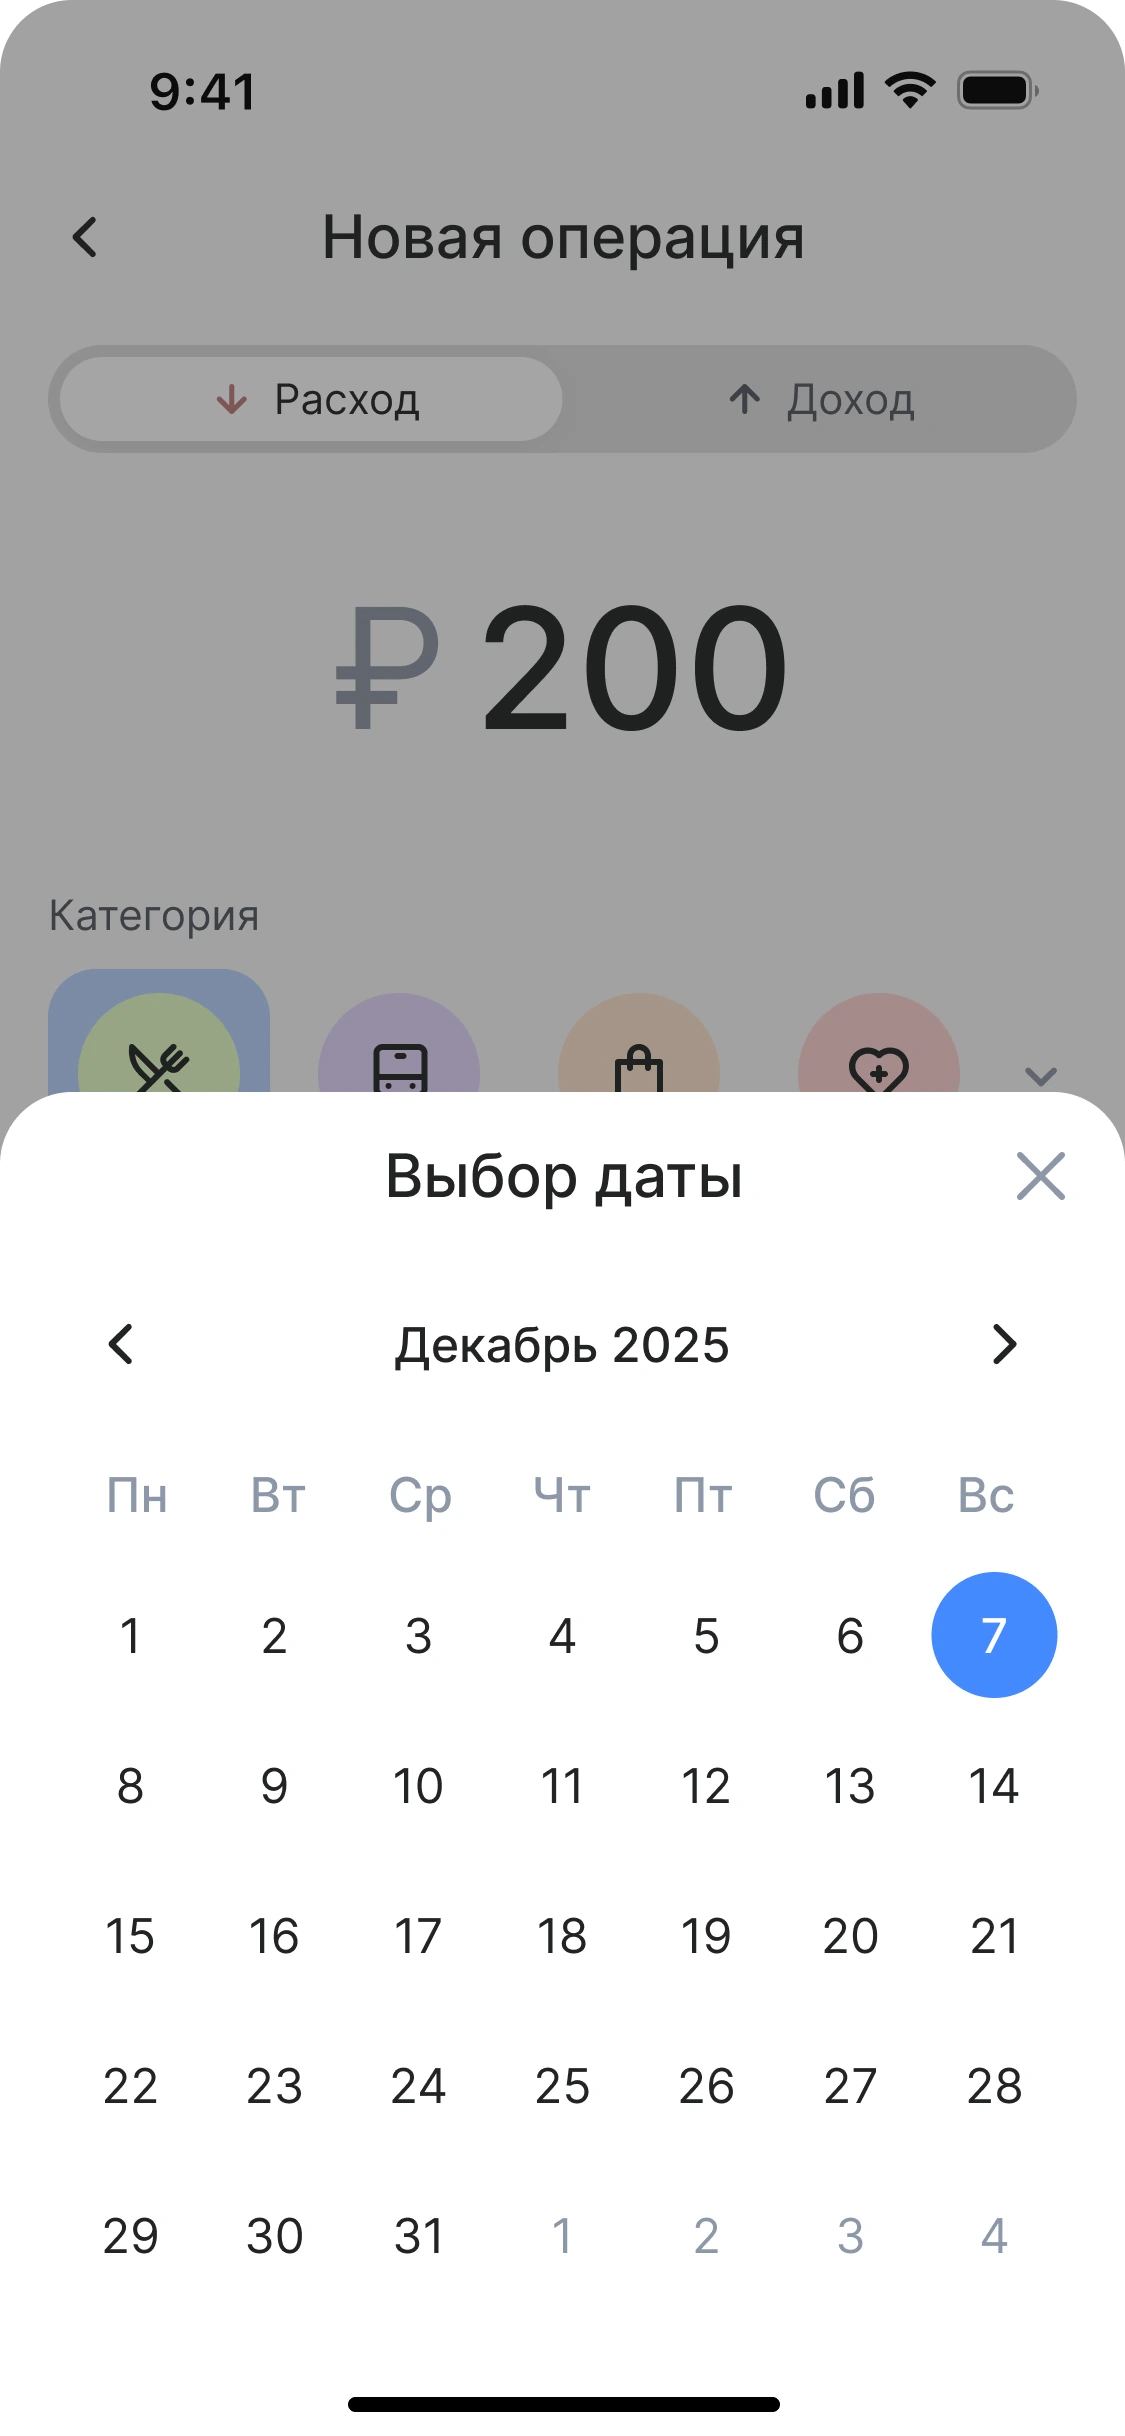 9:41
Новая операция
Расход Доход
₽ 200
Категория
Выбор даты
Декабрь 2025
Пн Вт Ср Чт Пт Сб Вс
1 2 3 4 5 6 7
8 9 10 11 12 13 14
15 16 17 18 19 20 21
22 23 24 25 26 27 28
29 30 31 1 2 3 4